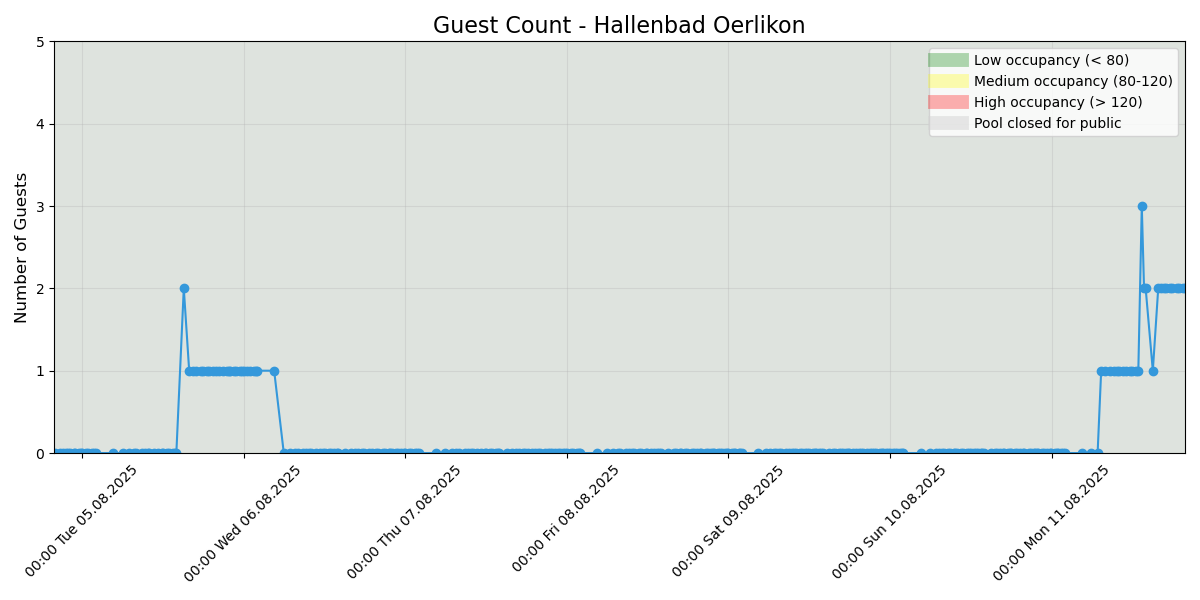 Guest Count - Hallenbad Oerlikon
5
4
3
2
1
0
Number of Guests
Low occupancy (< 80)
Medium occupancy (80-120)
High occupancy (> 120)
Pool closed for public
00:00 Tue 05.08.2025
00:00 Wed 06.08.2025
00:00 Thu 07.08.2025
00:00 Fri 08.08.2025
00:00 Sat 09.08.2025
00:00 Sun 10.08.2025
00:00 Mon 11.08.2025